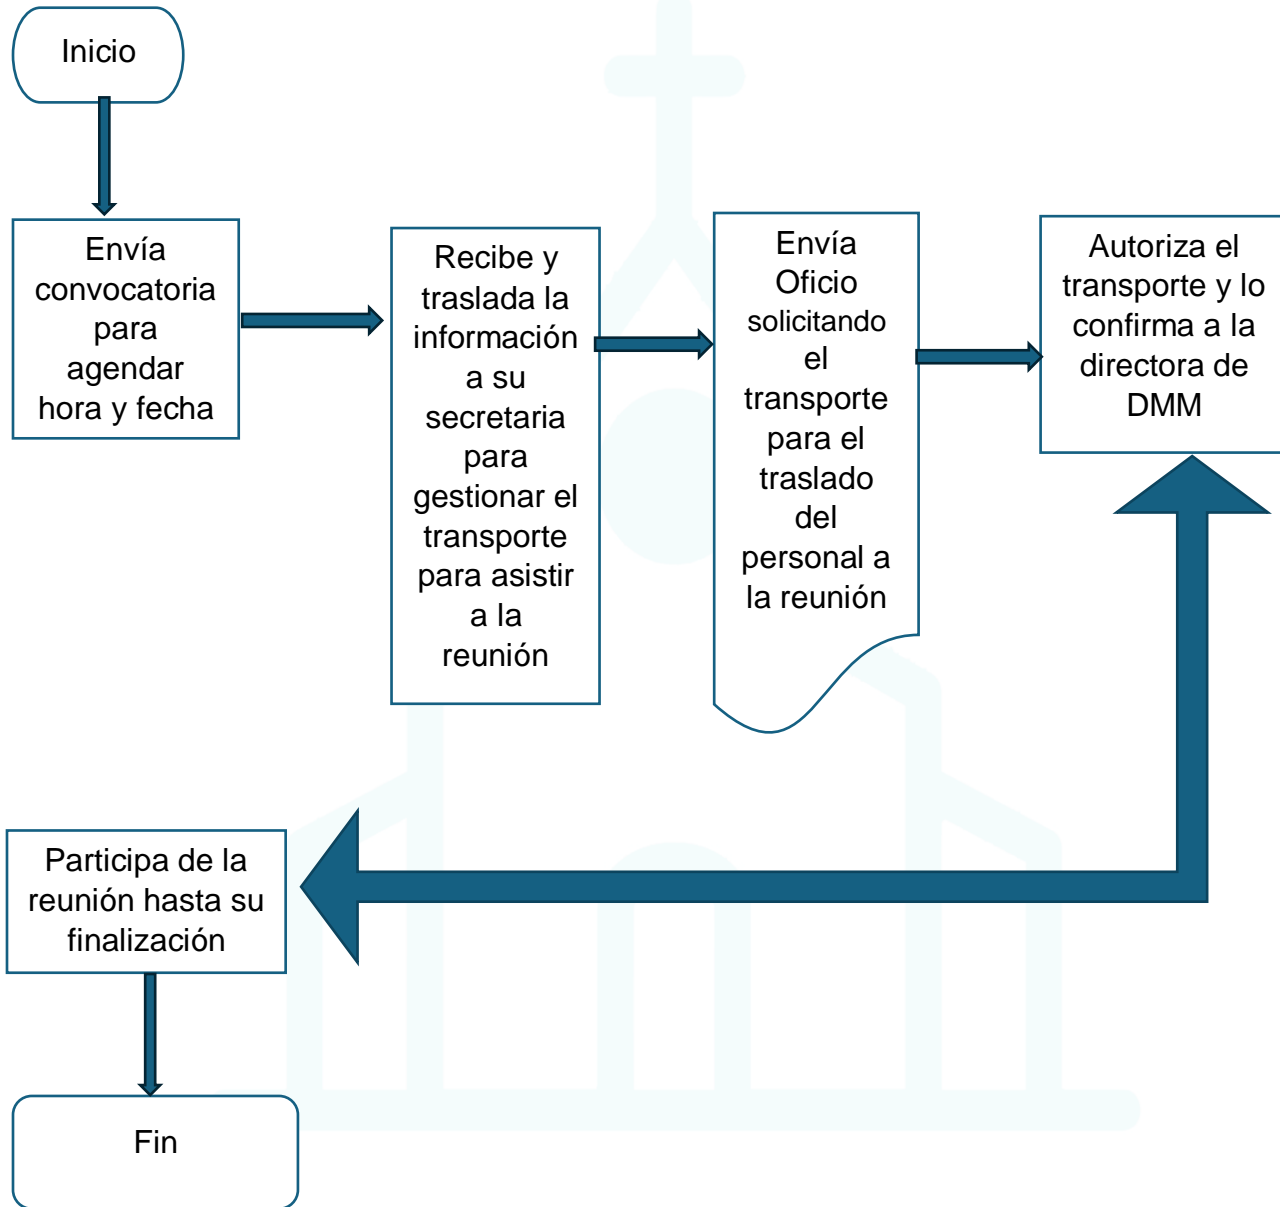 Inicio
Envía
convocatoria
para
agendar
hora y fecha
Recibe y
traslada la
información
a su
secretaria
para
gestionar el
transporte
para asistir
a la
reunión
Envía
Oficio
solicitando
el
transporte
para el
traslado
del
personal a
la reunión
Autoriza el
transporte y lo
confirma a la
directora de
DMM
Participa de la
reunión hasta su
finalización
Fin